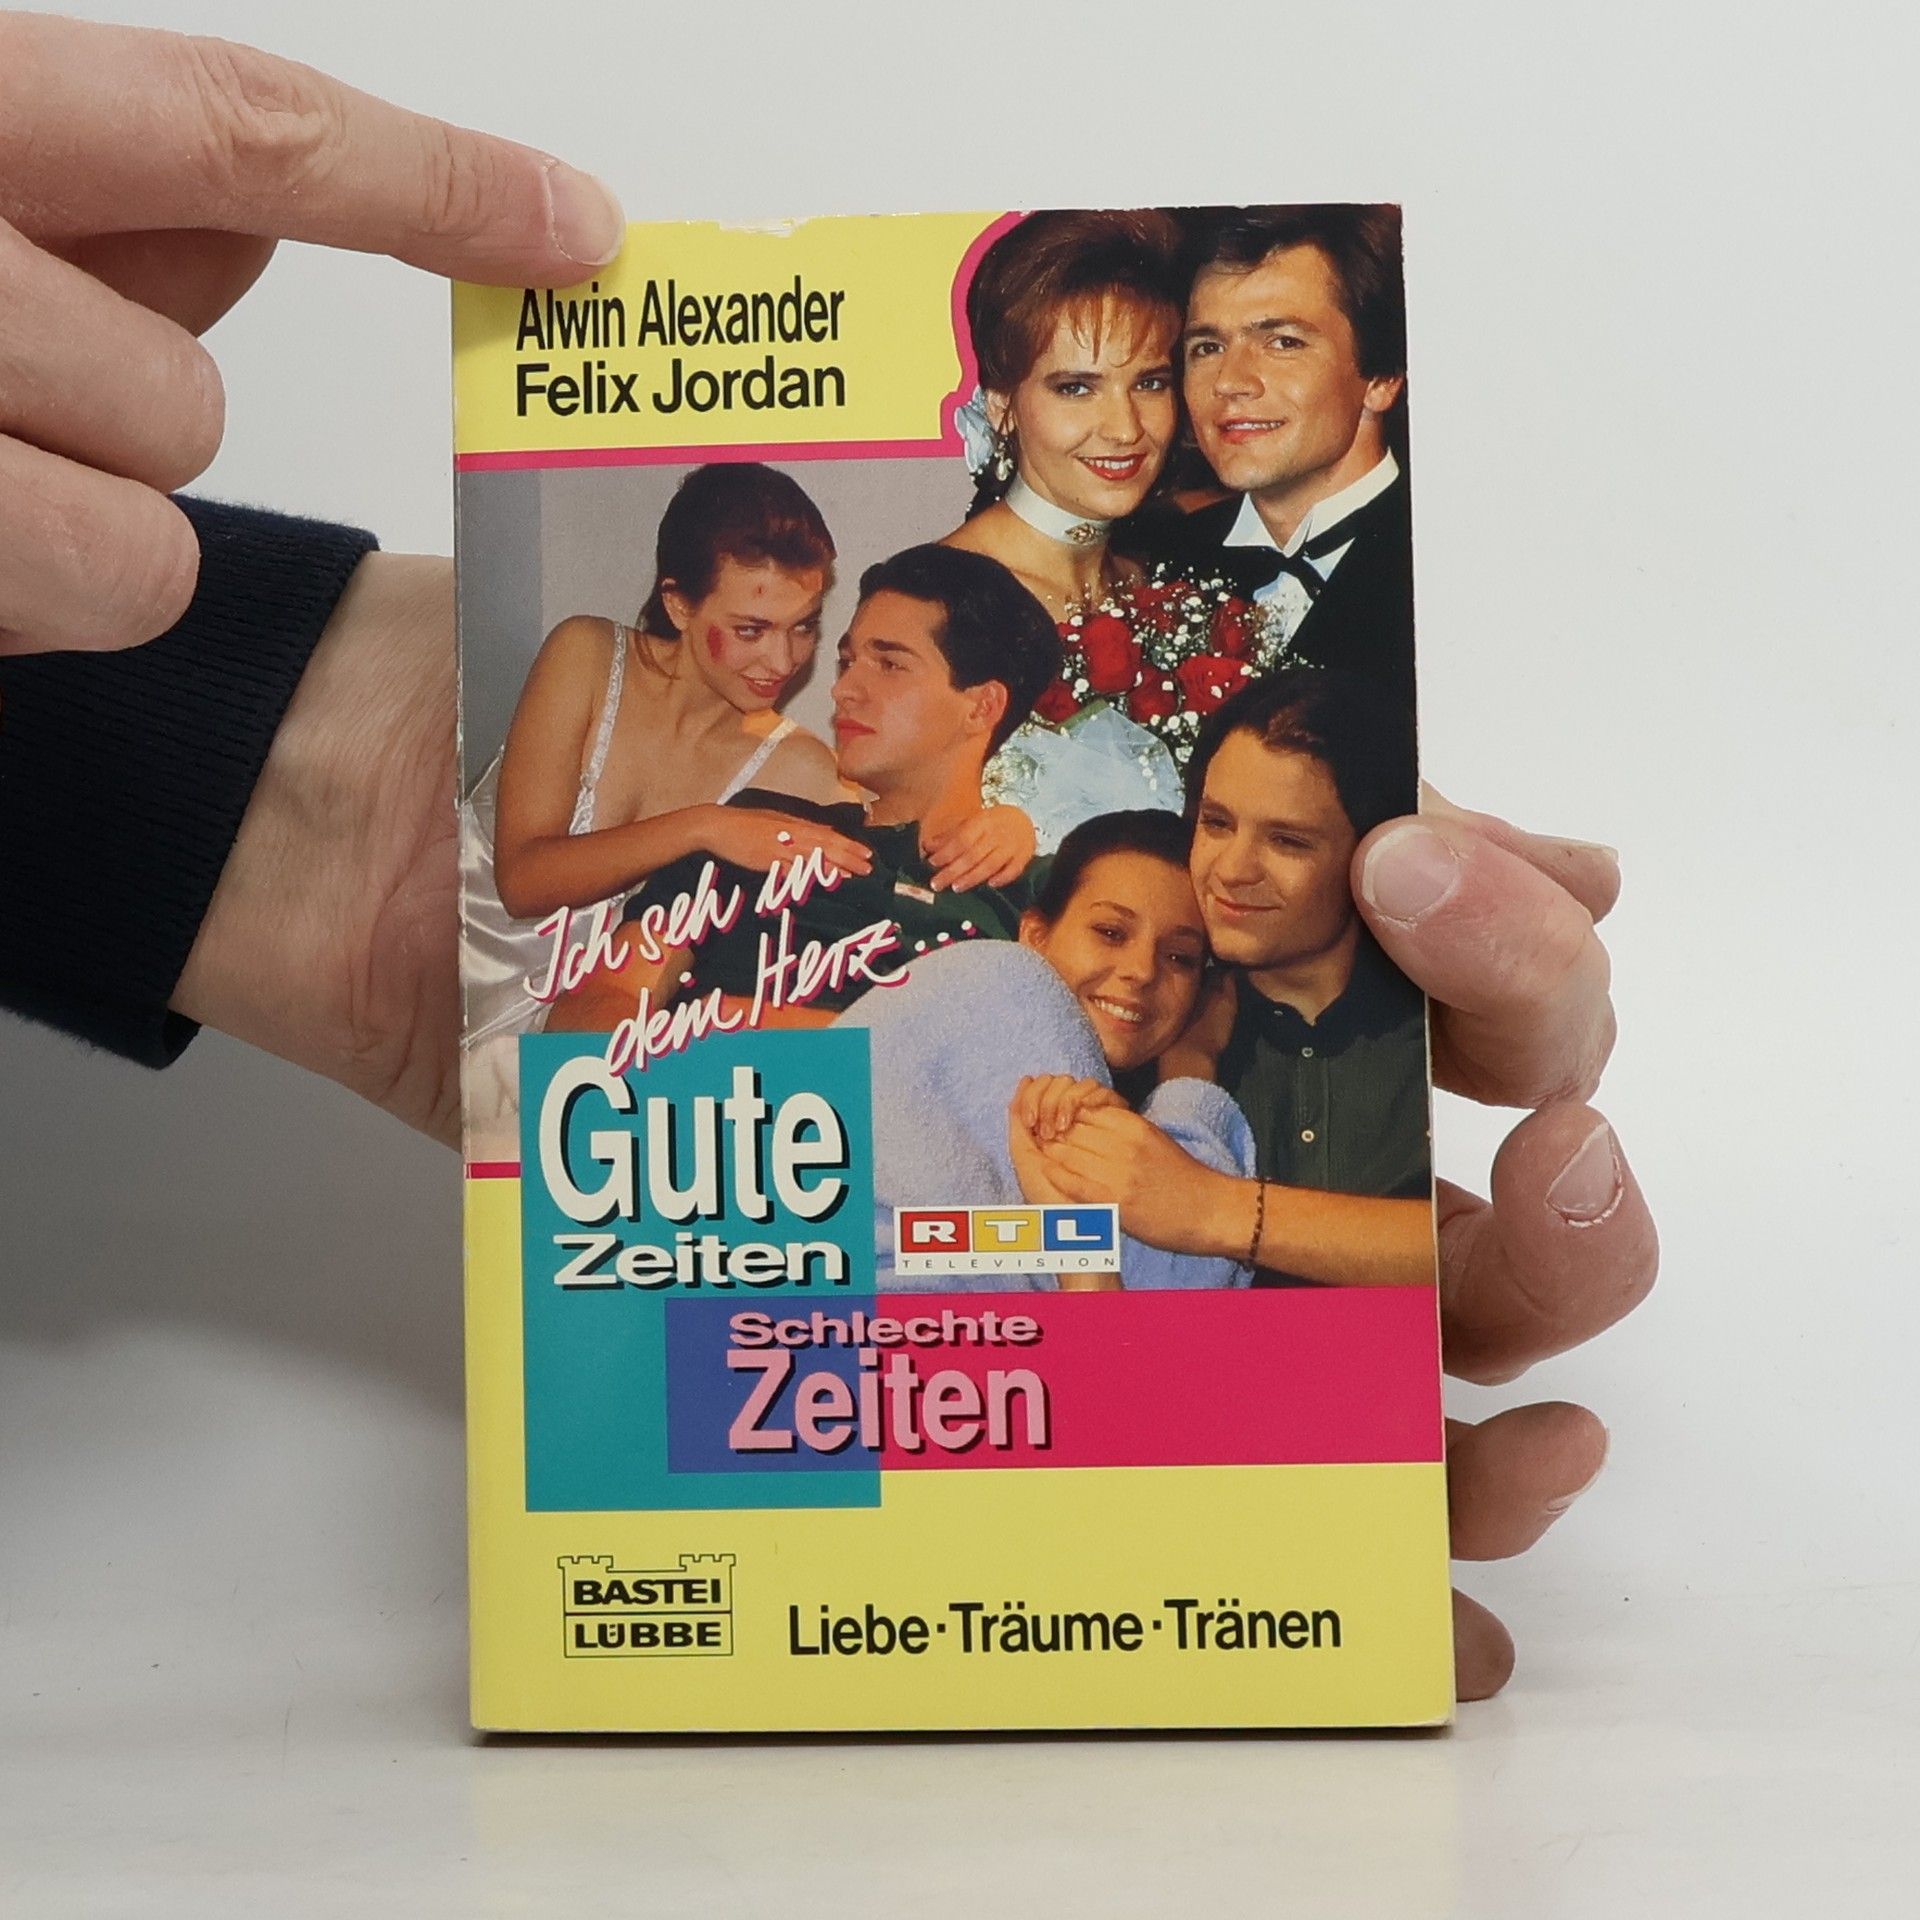 Alwin Alexander
Felix Jordan
Ich seh in
dein Herz...
Gute
Zeiten
RTL
TELEVISION
Schlechte
Zeiten
BASTEI
LÜBBE
Liebe · Träume · Tränen